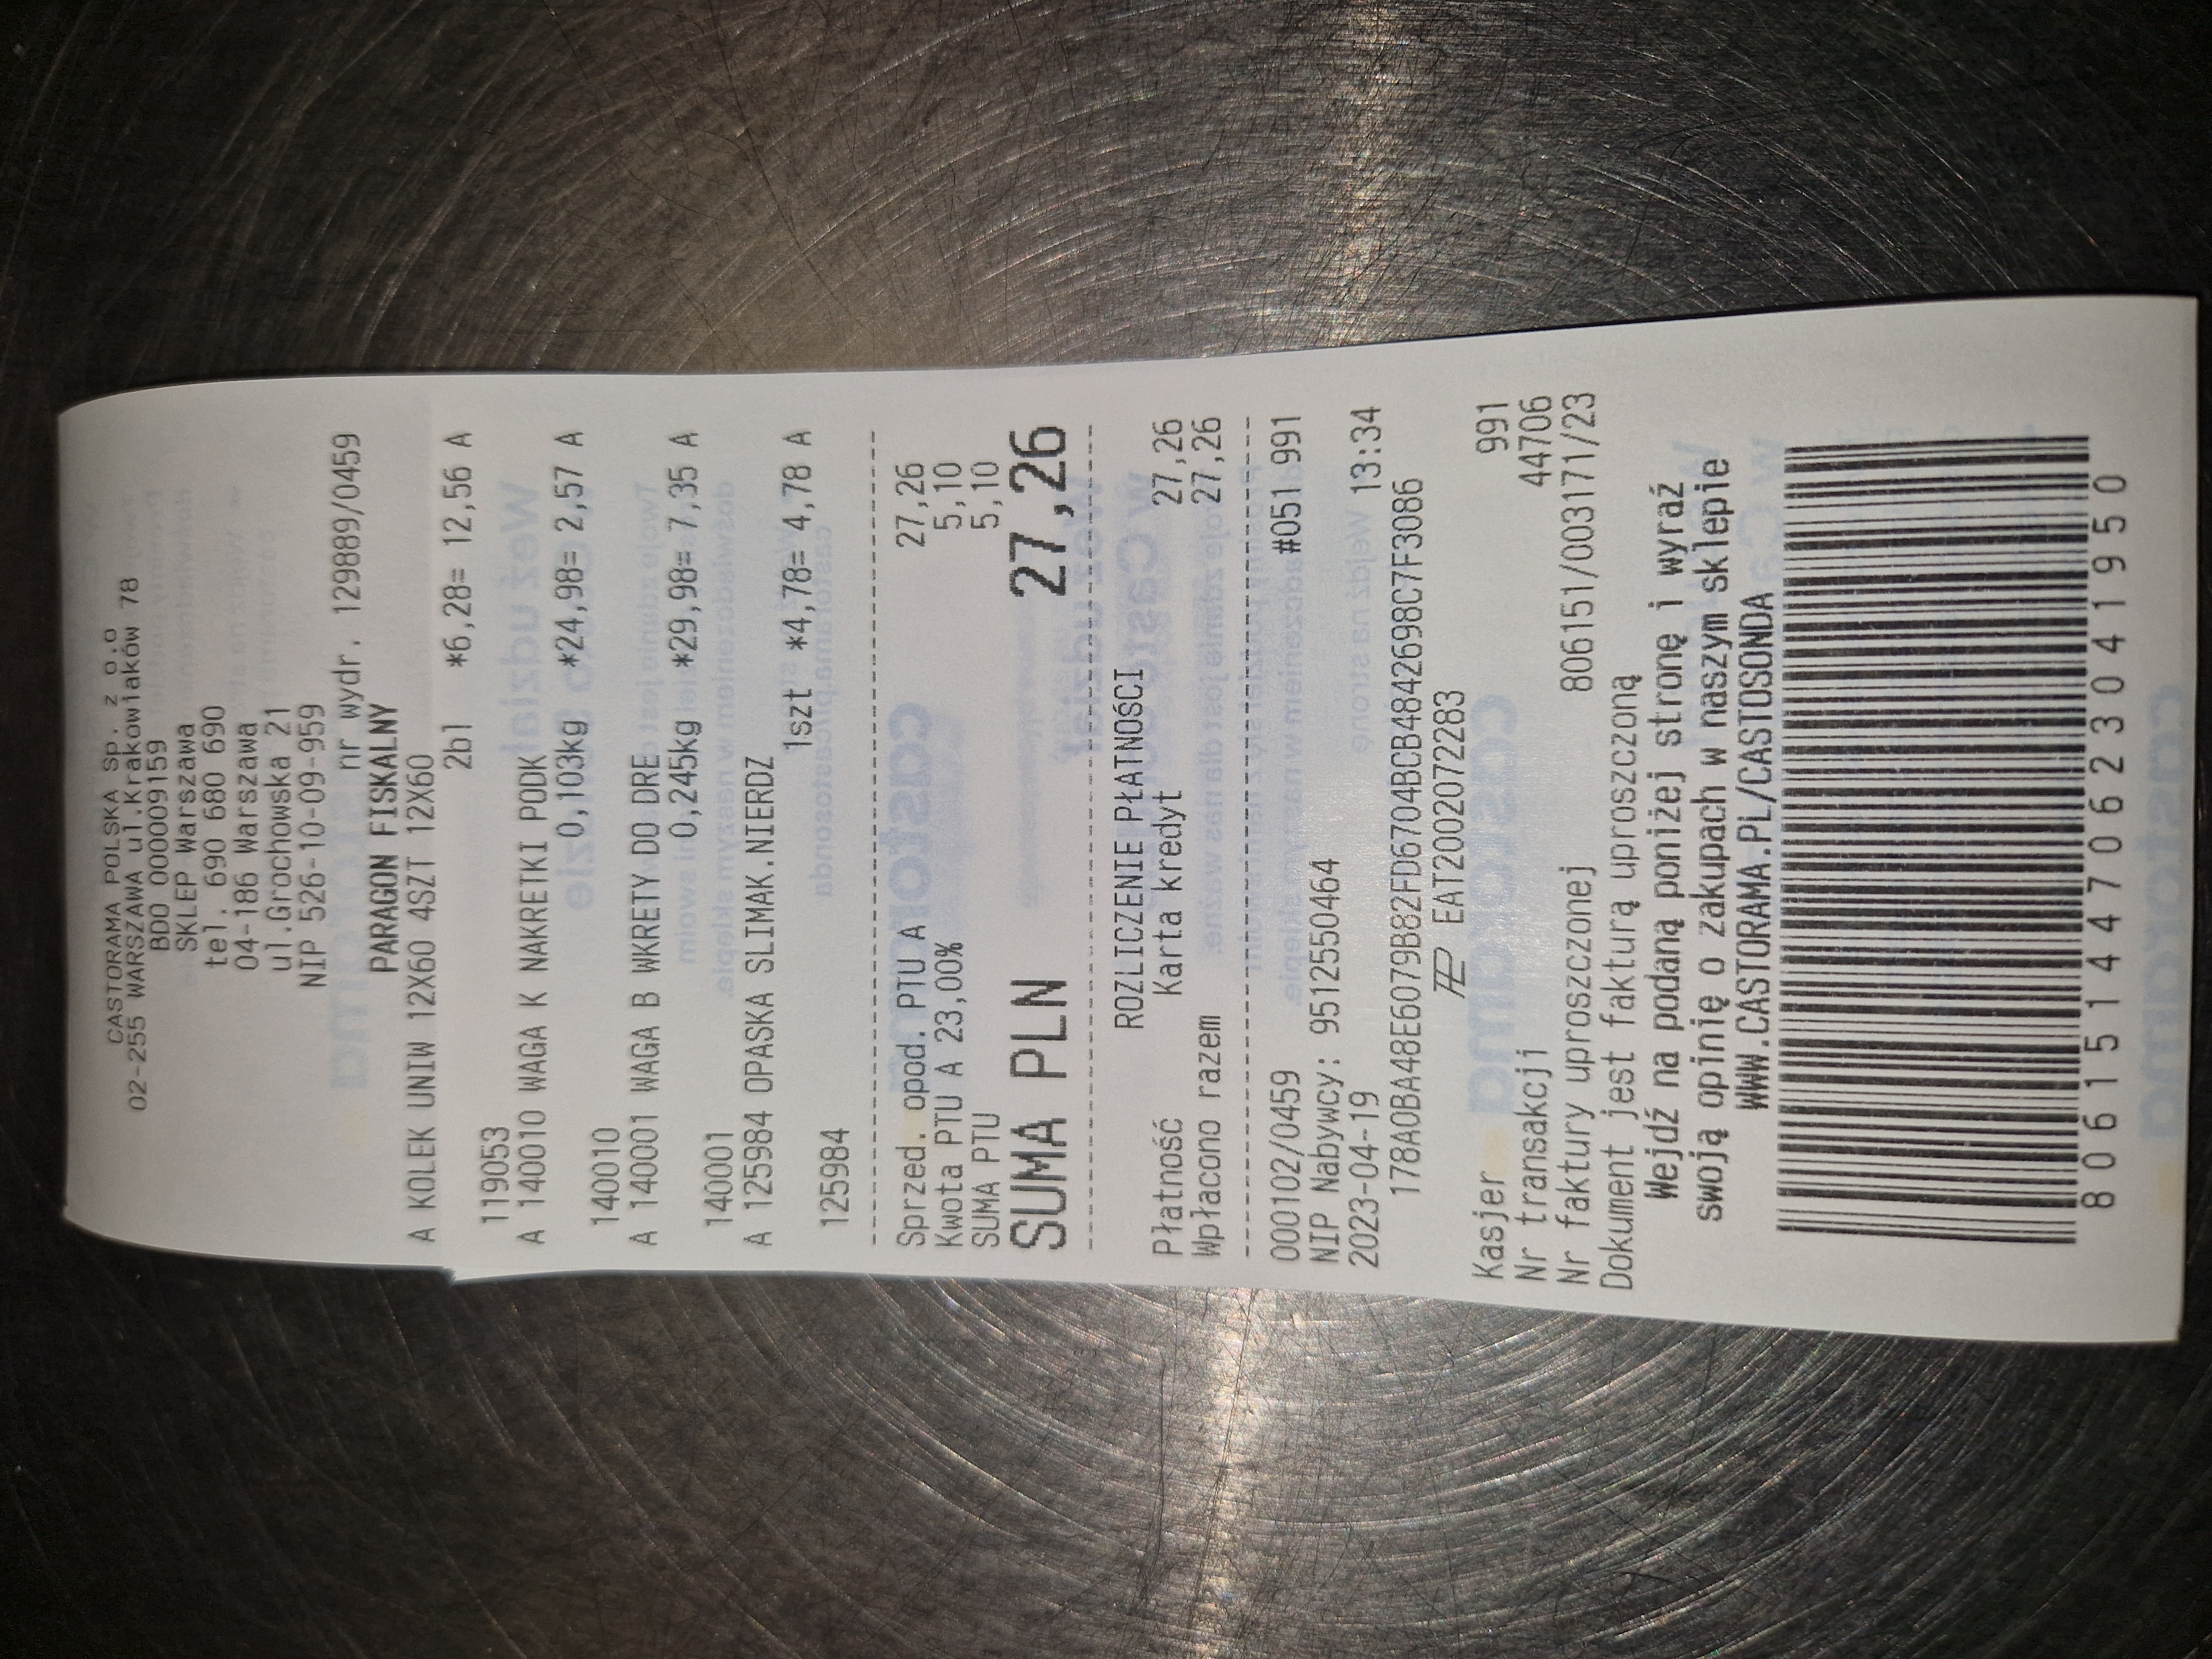 CASTORAMA POLSKA Sp. z o.o
02-255 WARSZAWA ul.Krakowiaków 78
BDO 000009159
SKLEP Warszawa
tel. 690 680 690
04-186 Warszawa
ul.Grochowska 21
NIP 526-10-09-959
nr wydr. 129889/0459
PARAGON FISKALNY
A KOLEK UNIW 12X60 4SZT 12X60
2bl *6,28= 12,56 A
119053
A 140010 WAGA K NAKRETKI PODK
0,103kg *24,98= 2,57 A
140010
A 140001 WAGA B WKRETY DO DRE
0,245kg *29,98= 7,35 A
140001
A 125984 OPASKA SLIMAK.NIERDZ
1szt *4,78= 4,78 A
125984
Sprzed. opod. PTU A 27,26
Kwota PTU A 23,00% 5,10
SUMA PTU 5,10
SUMA PLN 27,26
ROZLICZENIE PŁATNOŚCI
Płatność Karta kredyt 27,26
Wpłacono razem 27,26
000102/0459 #051 991
NIP Nabywcy: 9512550464
2023-04-19 13:34
178A0BA48E6079B82FD6704BCB4842698C7F3086
EAT2002072283
Kasjer 991
Nr transakcji 44706
Nr faktury uproszczonej 806151/003171/23
Dokument jest fakturą uproszczoną
Wejdź na podaną poniżej stronę i wyraź
swoją opinię o zakupach w naszym sklepie
WWW.CASTORAMA.PL/CASTOSONDA
8061514470623041950